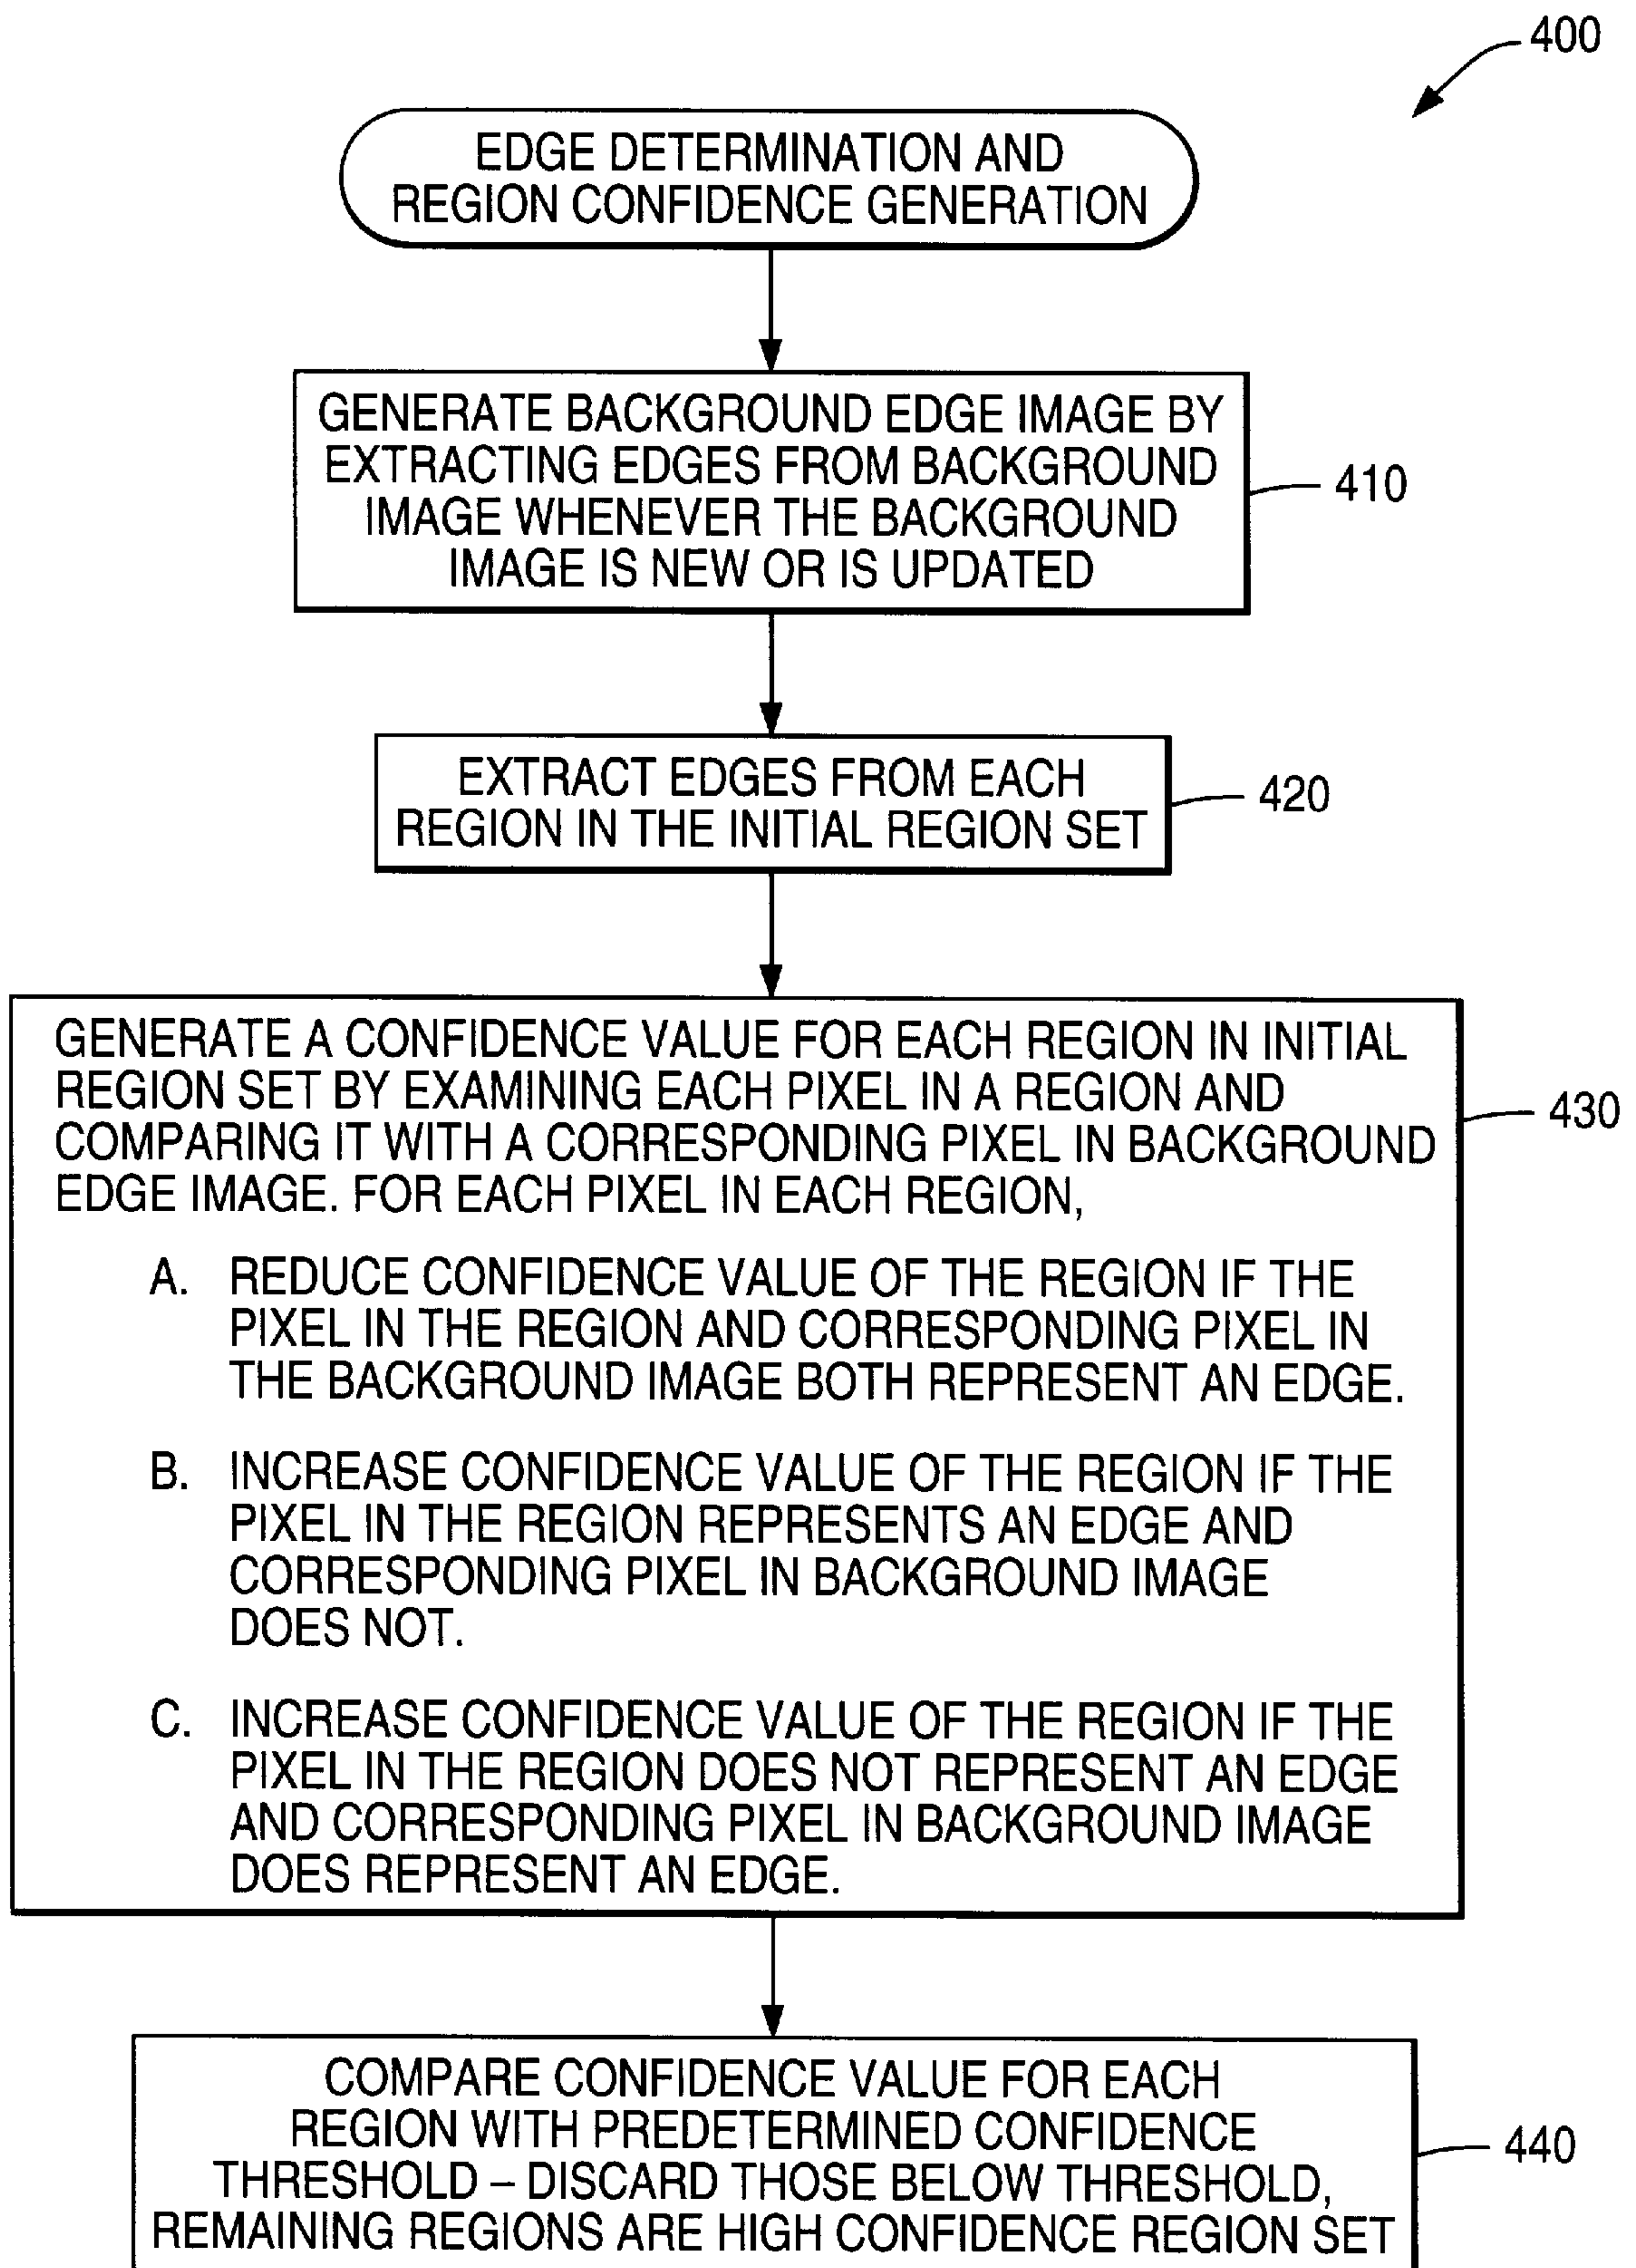 400
EDGE DETERMINATION AND
REGION CONFIDENCE GENERATION
GENERATE BACKGROUND EDGE IMAGE BY
EXTRACTING EDGES FROM BACKGROUND
IMAGE WHENEVER THE BACKGROUND
IMAGE IS NEW OR IS UPDATED
410
EXTRACT EDGES FROM EACH
REGION IN THE INITIAL REGION SET
420
GENERATE A CONFIDENCE VALUE FOR EACH REGION IN INITIAL
REGION SET BY EXAMINING EACH PIXEL IN A REGION AND
COMPARING IT WITH A CORRESPONDING PIXEL IN BACKGROUND
EDGE IMAGE. FOR EACH PIXEL IN EACH REGION,
430
A. REDUCE CONFIDENCE VALUE OF THE REGION IF THE
PIXEL IN THE REGION AND CORRESPONDING PIXEL IN
THE BACKGROUND IMAGE BOTH REPRESENT AN EDGE.
B. INCREASE CONFIDENCE VALUE OF THE REGION IF THE
PIXEL IN THE REGION REPRESENTS AN EDGE AND
CORRESPONDING PIXEL IN BACKGROUND IMAGE
DOES NOT.
C. INCREASE CONFIDENCE VALUE OF THE REGION IF THE
PIXEL IN THE REGION DOES NOT REPRESENT AN EDGE
AND CORRESPONDING PIXEL IN BACKGROUND IMAGE
DOES REPRESENT AN EDGE.
COMPARE CONFIDENCE VALUE FOR EACH
REGION WITH PREDETERMINED CONFIDENCE
THRESHOLD – DISCARD THOSE BELOW THRESHOLD,
REMAINING REGIONS ARE HIGH CONFIDENCE REGION SET
440